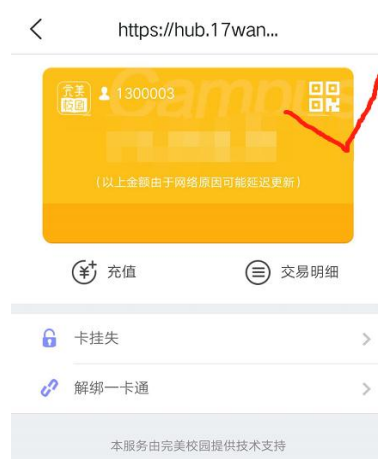 https://hub.17wan...
完美校园 1300003
Campus
(以上金额由于网络原因可能延迟更新)
充值 交易明细
卡挂失
解绑一卡通
本服务由完美校园提供技术支持